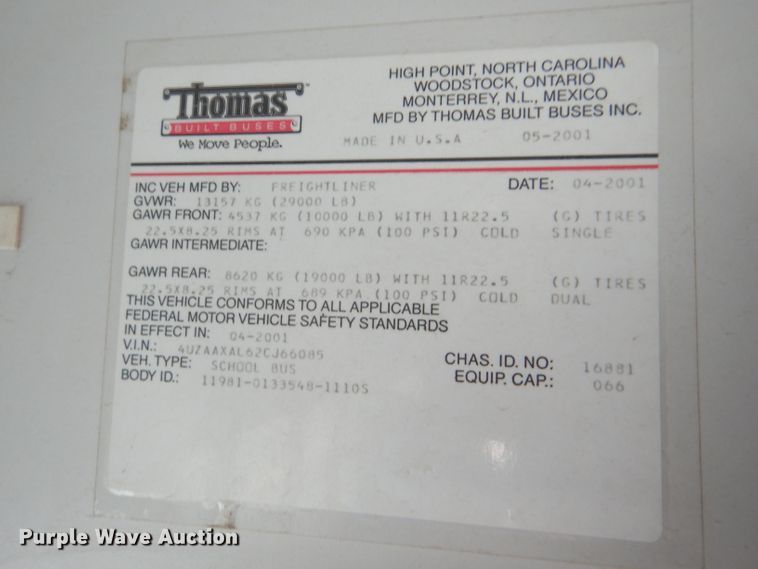 Thomas™
BUILT BUSES
We Move People.
HIGH POINT, NORTH CAROLINA
WOODSTOCK, ONTARIO
MONTERREY, N.L., MEXICO
MFD BY THOMAS BUILT BUSES INC.
MADE IN U.S.A 05-2001
INC VEH MFD BY: FREIGHTLINER DATE: 04-2001
GVWR: 13157 KG (29000 LB)
GAWR FRONT: 4537 KG (10000 LB) WITH 11R22.5 (G) TIRES
22.5X8.25 RIMS AT 690 KPA (100 PSI) COLD SINGLE
GAWR INTERMEDIATE:
GAWR REAR: 8620 KG (19000 LB) WITH 11R22.5 (G) TIRES
22.5X8.25 RIMS AT 689 KPA (100 PSI) COLD DUAL
THIS VEHICLE CONFORMS TO ALL APPLICABLE
FEDERAL MOTOR VEHICLE SAFETY STANDARDS
IN EFFECT IN: 04-2001
V.I.N.: 4UZAAXAL62CJ66085
VEH. TYPE: SCHOOL BUS CHAS. ID. NO: 16881
BODY ID.: 11981-0133548-1110S EQUIP. CAP.: 066
Purple Wave Auction